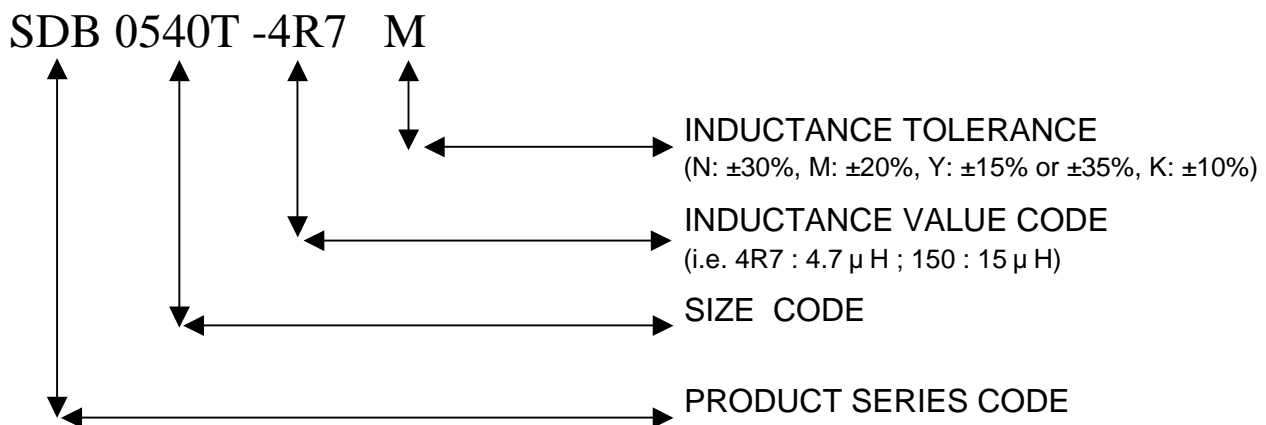 SDB 0540T -4R7 M
INDUCTANCE TOLERANCE
(N: ±30%, M: ±20%, Y: ±15% or ±35%, K: ±10%)
INDUCTANCE VALUE CODE
(i.e. 4R7 : 4.7 µ H ; 150 : 15 µ H)
SIZE CODE
PRODUCT SERIES CODE